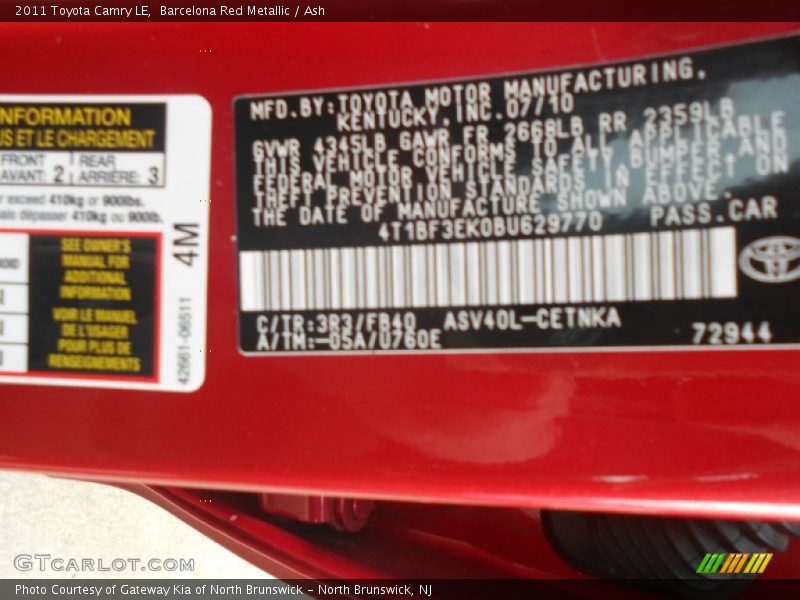 2011 Toyota Camry LE, Barcelona Red Metallic / Ash
NFORMATION
US ET LE CHARGEMENT
FRONT REAR
AVANT: 2 ARRIÈRE: 3
exceed 410kg or 900lbs.
ais dépasser 410kg ou 900lb.
SEE OWNER'S
MANUAL FOR
ADDITIONAL
INFORMATION
VOIR LE MANUEL
DE L'USAGER
POUR PLUS DE
RENSEIGNEMENTS
4M
42661-06511
MFD.BY:TOYOTA MOTOR MANUFACTURING.
KENTUCKY.INC.07/10
GVWR 4345LB GAWR FR 2668LB RR 2359LB
THIS VEHICLE CONFORMS TO ALL APPLICABLE
FEDERAL MOTOR VEHICLE SAFETY BUMPER AND
THEFT PREVENTION STANDARDS IN EFFECT ON
THE DATE OF MANUFACTURE SHOWN ABOVE.
4T1BF3EK0BU629770 PASS.CAR
C/TR:3R3/FB40 ASV40L-CETNKA
A/TM:-05A/U760E 72944
GTCARLOT.COM
Photo Courtesy of Gateway Kia of North Brunswick - North Brunswick, NJ